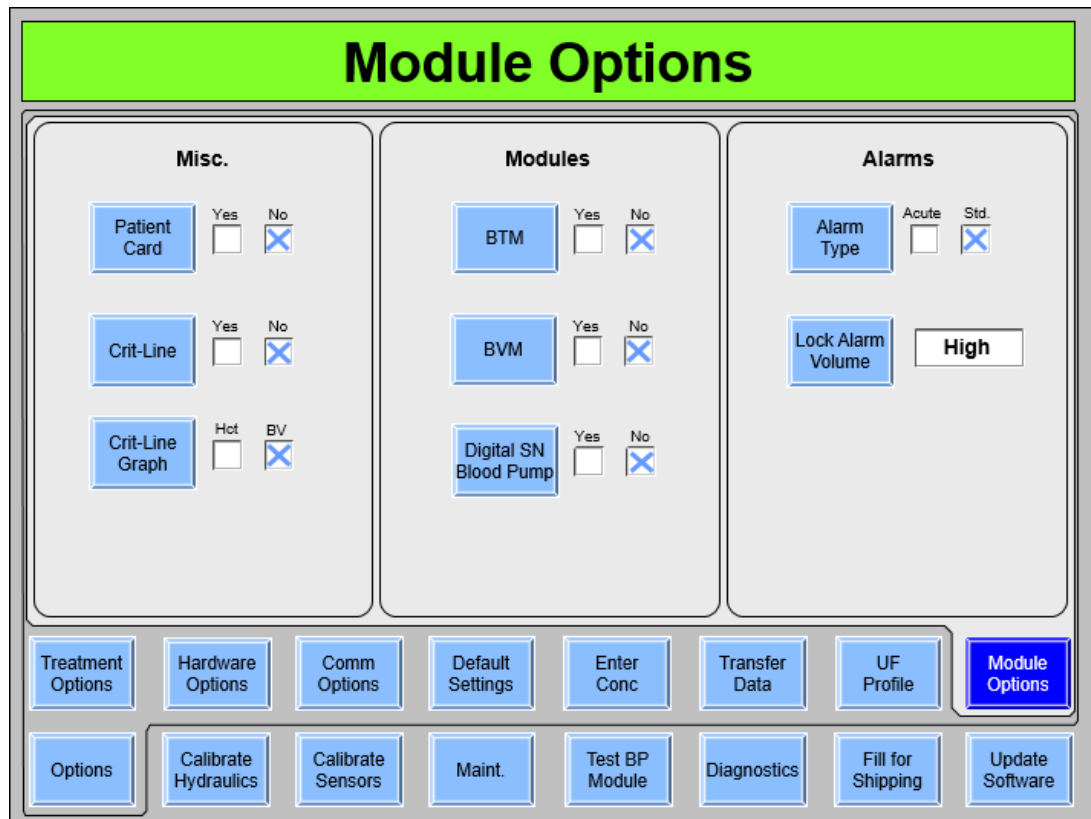 Module Options
Misc.
Patient
Card
Yes No
Crit-Line
Yes No
Crit-Line
Graph
Hct BV
Modules
BTM
Yes No
BVM
Yes No
Digital SN
Blood Pump
Yes No
Alarms
Alarm
Type
Acute Std.
Lock Alarm
Volume
High
Treatment
Options
Hardware
Options
Comm
Options
Default
Settings
Enter
Conc
Transfer
Data
UF
Profile
Module
Options
Options
Calibrate
Hydraulics
Calibrate
Sensors
Maint.
Test BP
Module
Diagnostics
Fill for
Shipping
Update
Software